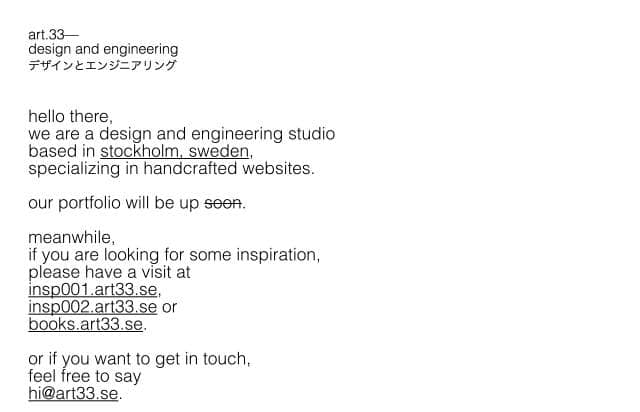 art.33—
design and engineering
デザインとエンジニアリング
hello there,
we are a design and engineering studio
based in stockholm, sweden,
specializing in handcrafted websites.
our portfolio will be up soon.
meanwhile,
if you are looking for some inspiration,
please have a visit at
insp001.art33.se,
insp002.art33.se or
books.art33.se.
or if you want to get in touch,
feel free to say
hi@art33.se.